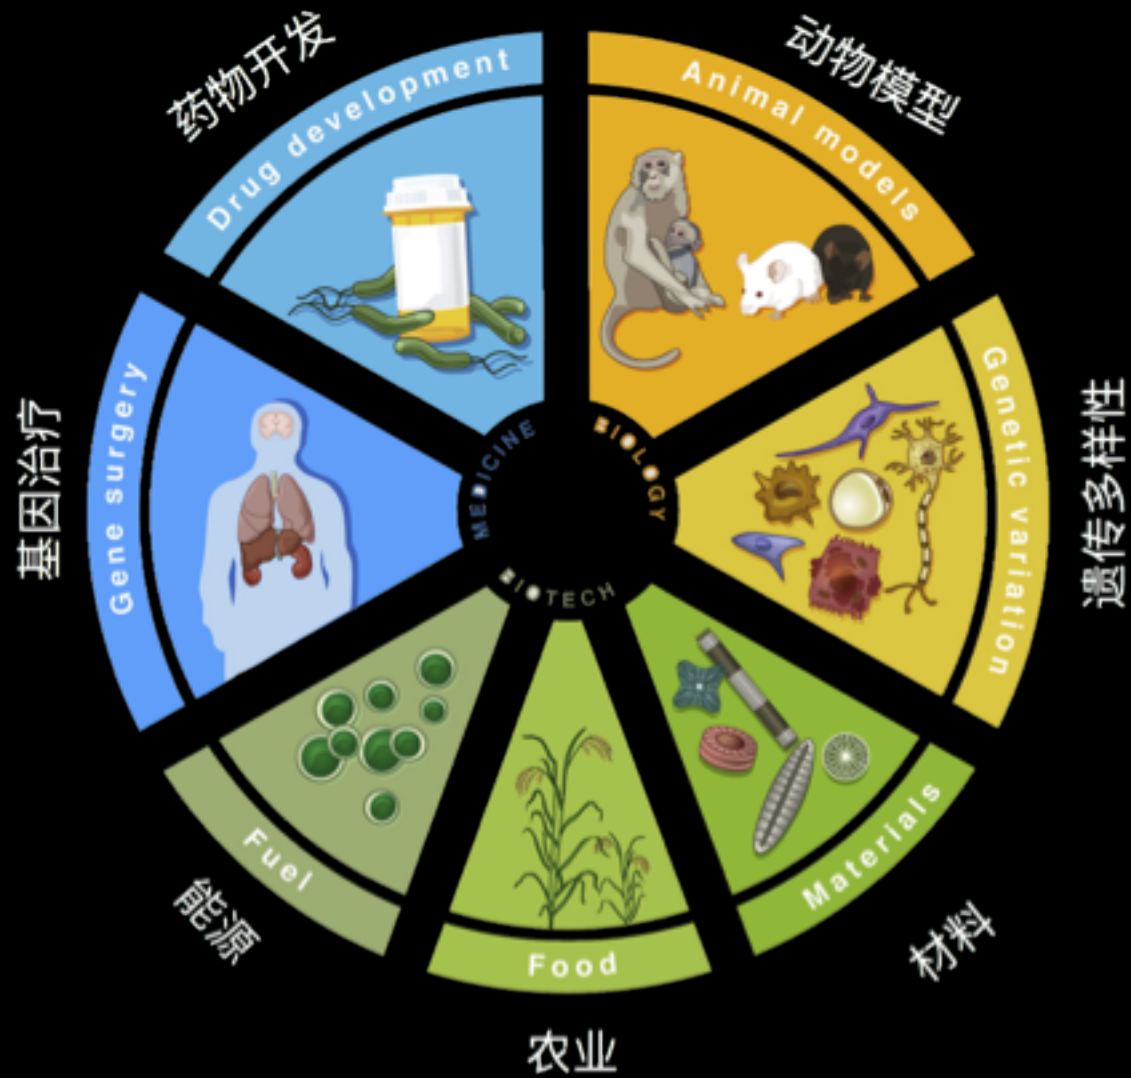 药物开发
Drug development
动物模型
Animal models
基因治疗
Gene surgery
MEDICINE
BIOLOGY
Genetic variation
遗传多样性
BIOTECH
Fuel
能源
Food
农业
Materials
材料